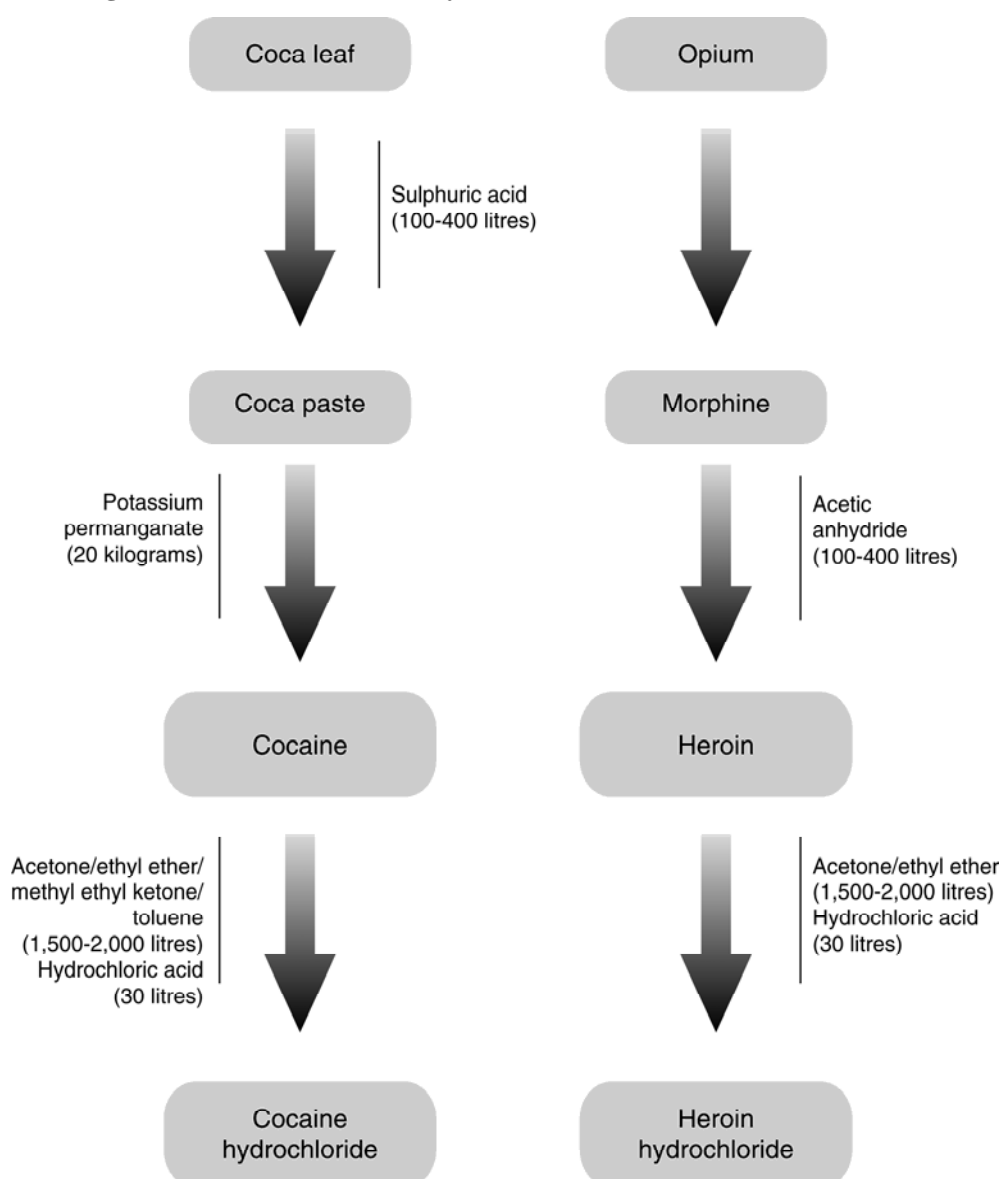 Coca leaf
Opium
Sulphuric acid
(100-400 litres)
Coca paste
Morphine
Potassium
permanganate
(20 kilograms)
Acetic
anhydride
(100-400 litres)
Cocaine
Heroin
Acetone/ethyl ether/
methyl ethyl ketone/
toluene
(1,500-2,000 litres)
Hydrochloric acid
(30 litres)
Acetone/ethyl ether
(1,500-2,000 litres)
Hydrochloric acid
(30 litres)
Cocaine
hydrochloride
Heroin
hydrochloride